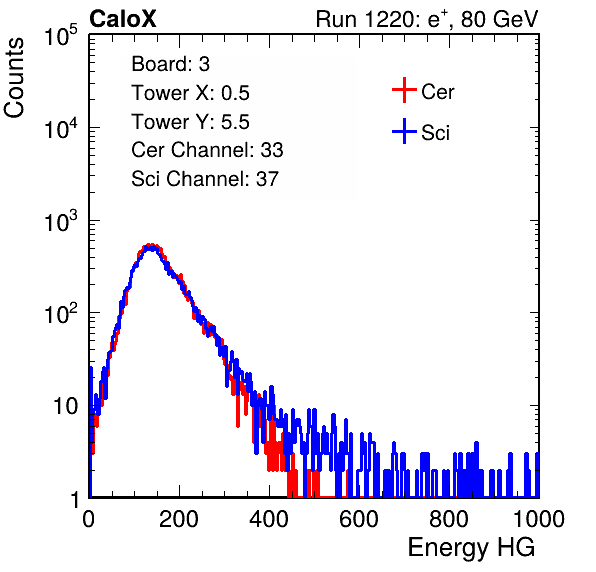 CaloX Run 1220: e⁺, 80 GeV
Counts
Board: 3
Tower X: 0.5
Tower Y: 5.5
Cer Channel: 33
Sci Channel: 37
Cer
Sci
10⁵
10⁴
10³
10²
10
1
0 200 400 600 800 1000
Energy HG